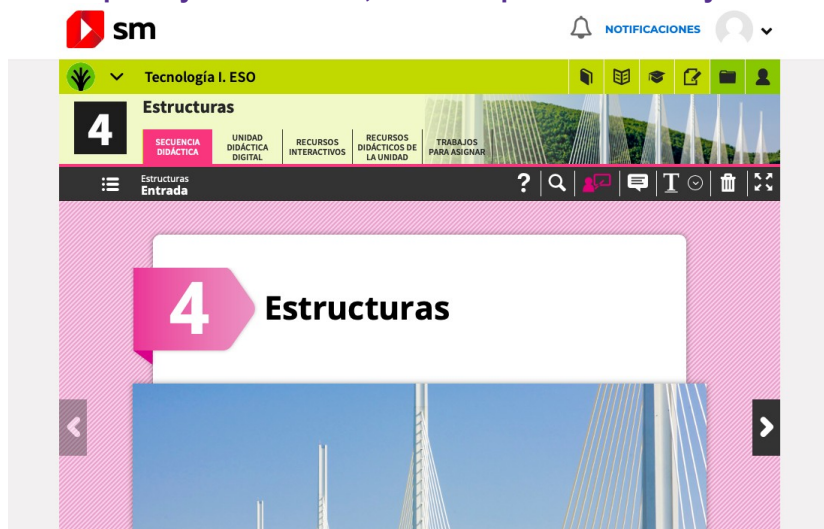 sm
NOTIFICACIONES
Tecnología I. ESO
4
Estructuras
SECUENCIA
DIDÁCTICA
UNIDAD
DIDÁCTICA
DIGITAL
RECURSOS
INTERACTIVOS
RECURSOS
DIDÁCTICOS DE
LA UNIDAD
TRABAJOS
PARA ASIGNAR
Estructuras
Entrada
?
T
4
Estructuras